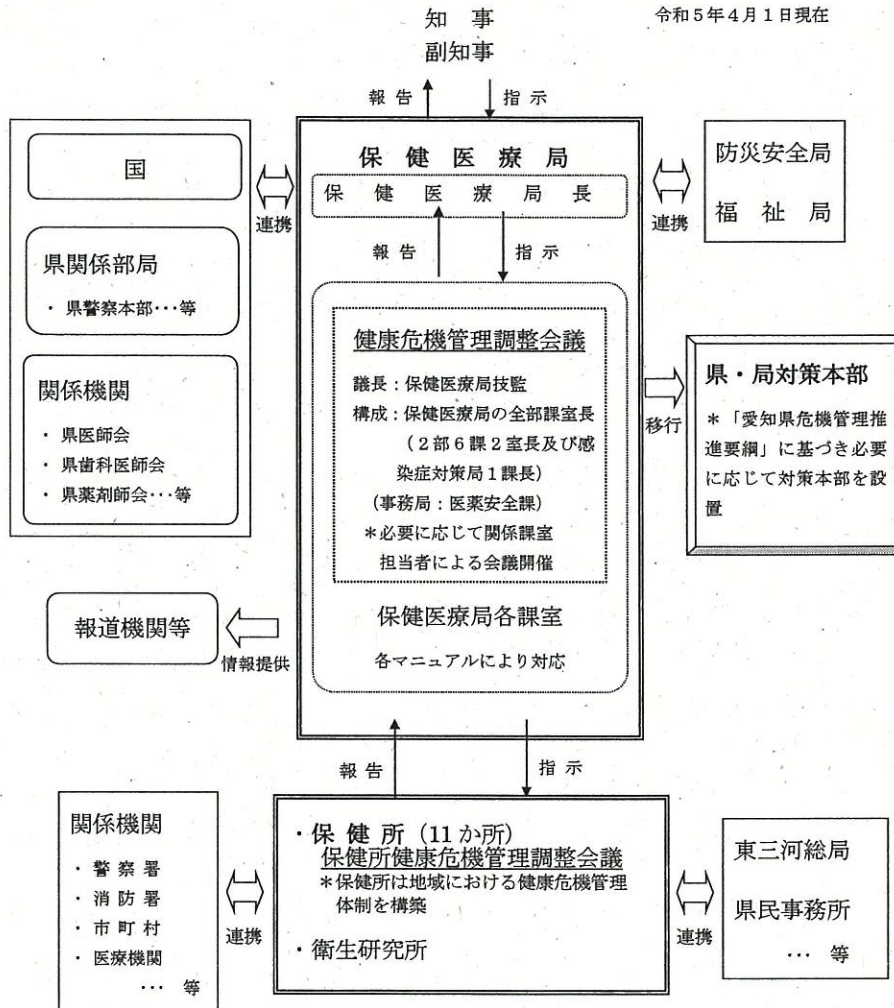 令和5年4月1日現在
知 事
副知事
報 告
指 示
国
県関係部局
・ 県警察本部…等
関係機関
・ 県医師会
・ 県歯科医師会
・ 県薬剤師会…等
連携
保 健 医 療 局
保 健 医 療 局 長
報 告
指 示
健康危機管理調整会議
議長:保健医療局技監
構成:保健医療局の全部課室長
(2部6課2室長及び感
染症対策局1課長)
(事務局:医薬安全課)
*必要に応じて関係課室
担当者による会議開催
保健医療局各課室
各マニュアルにより対応
連携
防災安全局
福 祉 局
移行
県・局対策本部
* 「愛知県危機管理推
進要綱」に基づき必要
に応じて対策本部を設
置
報道機関等
情報提供
報 告
指 示
関係機関
・ 警 察 署
・ 消 防 署
・ 市 町 村
・ 医療機関
… 等
連携
・保 健 所 (11か所)
保健所健康危機管理調整会議
*保健所は地域における健康危機管理
体制を構築
・衛生研究所
連携
東三河総局
県民事務所
… 等